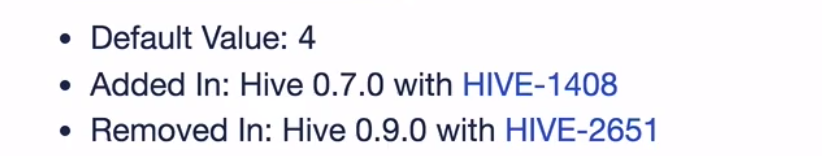 • Default Value: 4
• Added In: Hive 0.7.0 with HIVE-1408
• Removed In: Hive 0.9.0 with HIVE-2651